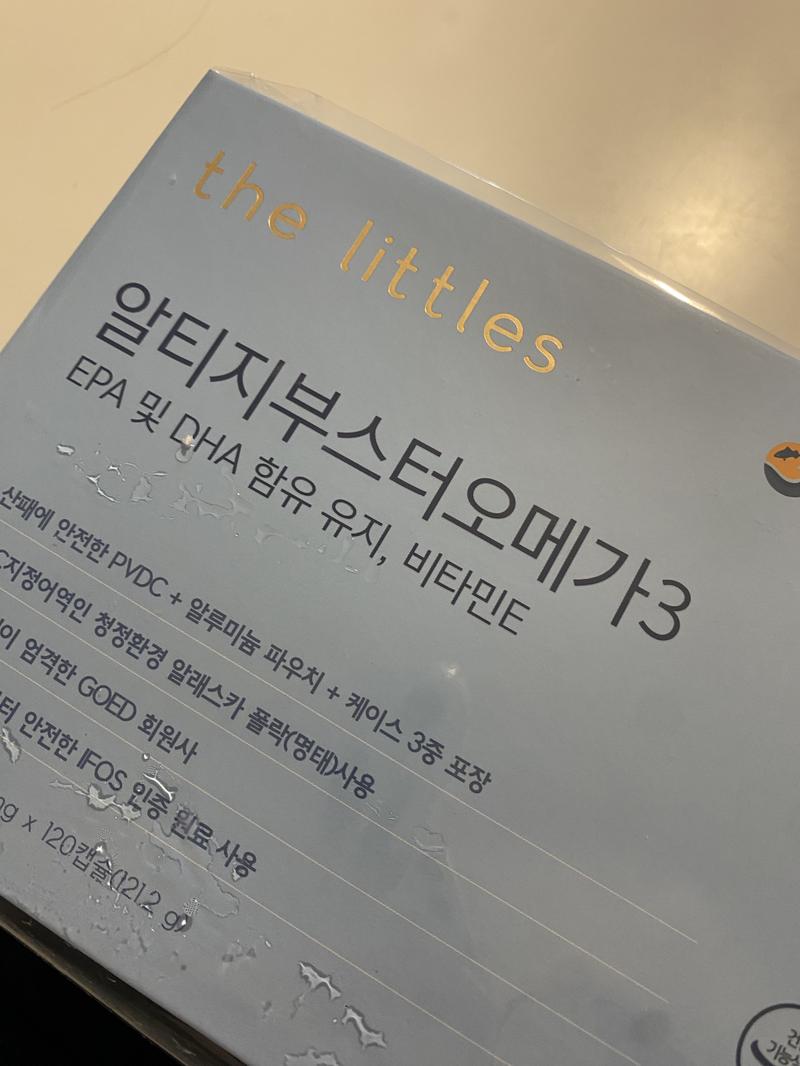 the littles
알티지부스터오메가3
EPA 및 DHA 함유 유지, 비타민E
산패에 안전한 PVDC + 알루미늄 파우치 + 케이스 3중 포장
C지정어역인 청정환경 알래스카 폴락(명태)사용
엄격한 GOED 회원사
안전한 IFOS 인증 원료 사용
x 120캡슐(121.2 g)